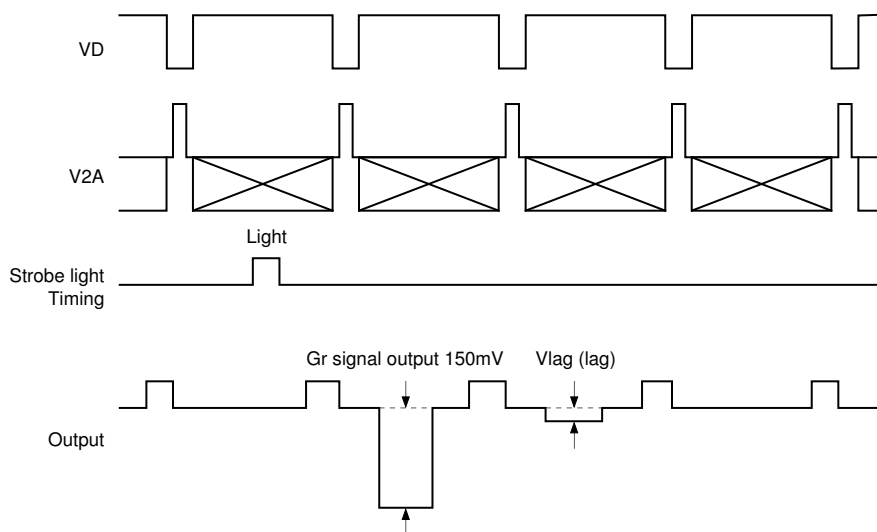 VD
V2A
Light
Strobe light
Timing
Gr signal output 150mV
Vlag (lag)
Output